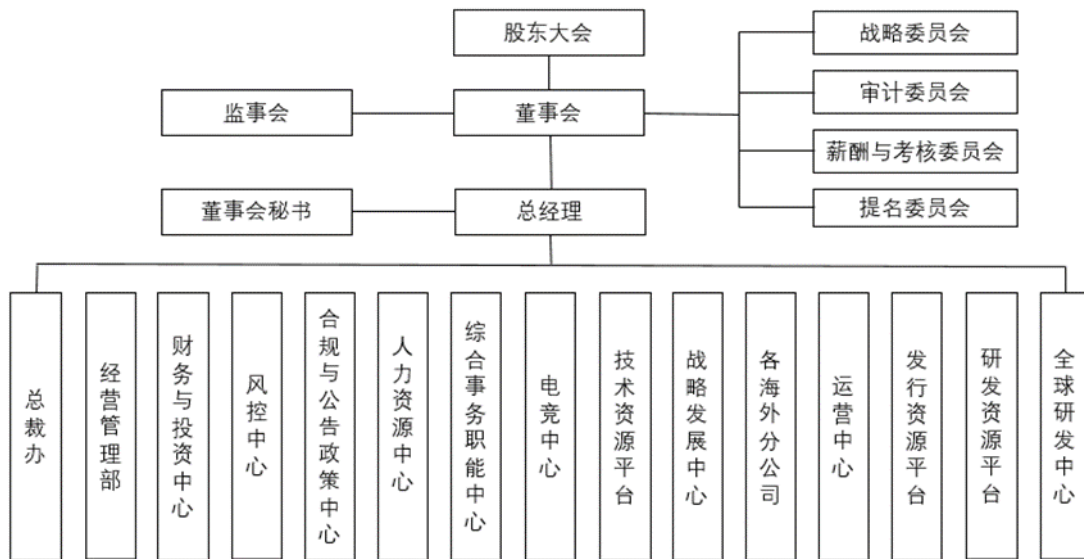 股东大会
战略委员会
审计委员会
监事会
董事会
薪酬与考核委员会
董事会秘书
总经理
提名委员会
总裁办
经营管理部
财务与投资中心
风控中心
合规与公告政策中心
人力资源中心
综合事务职能中心
电竞中心
技术资源平台
战略发展中心
各海外分公司
运营中心
发行资源平台
研发资源平台
全球研发中心